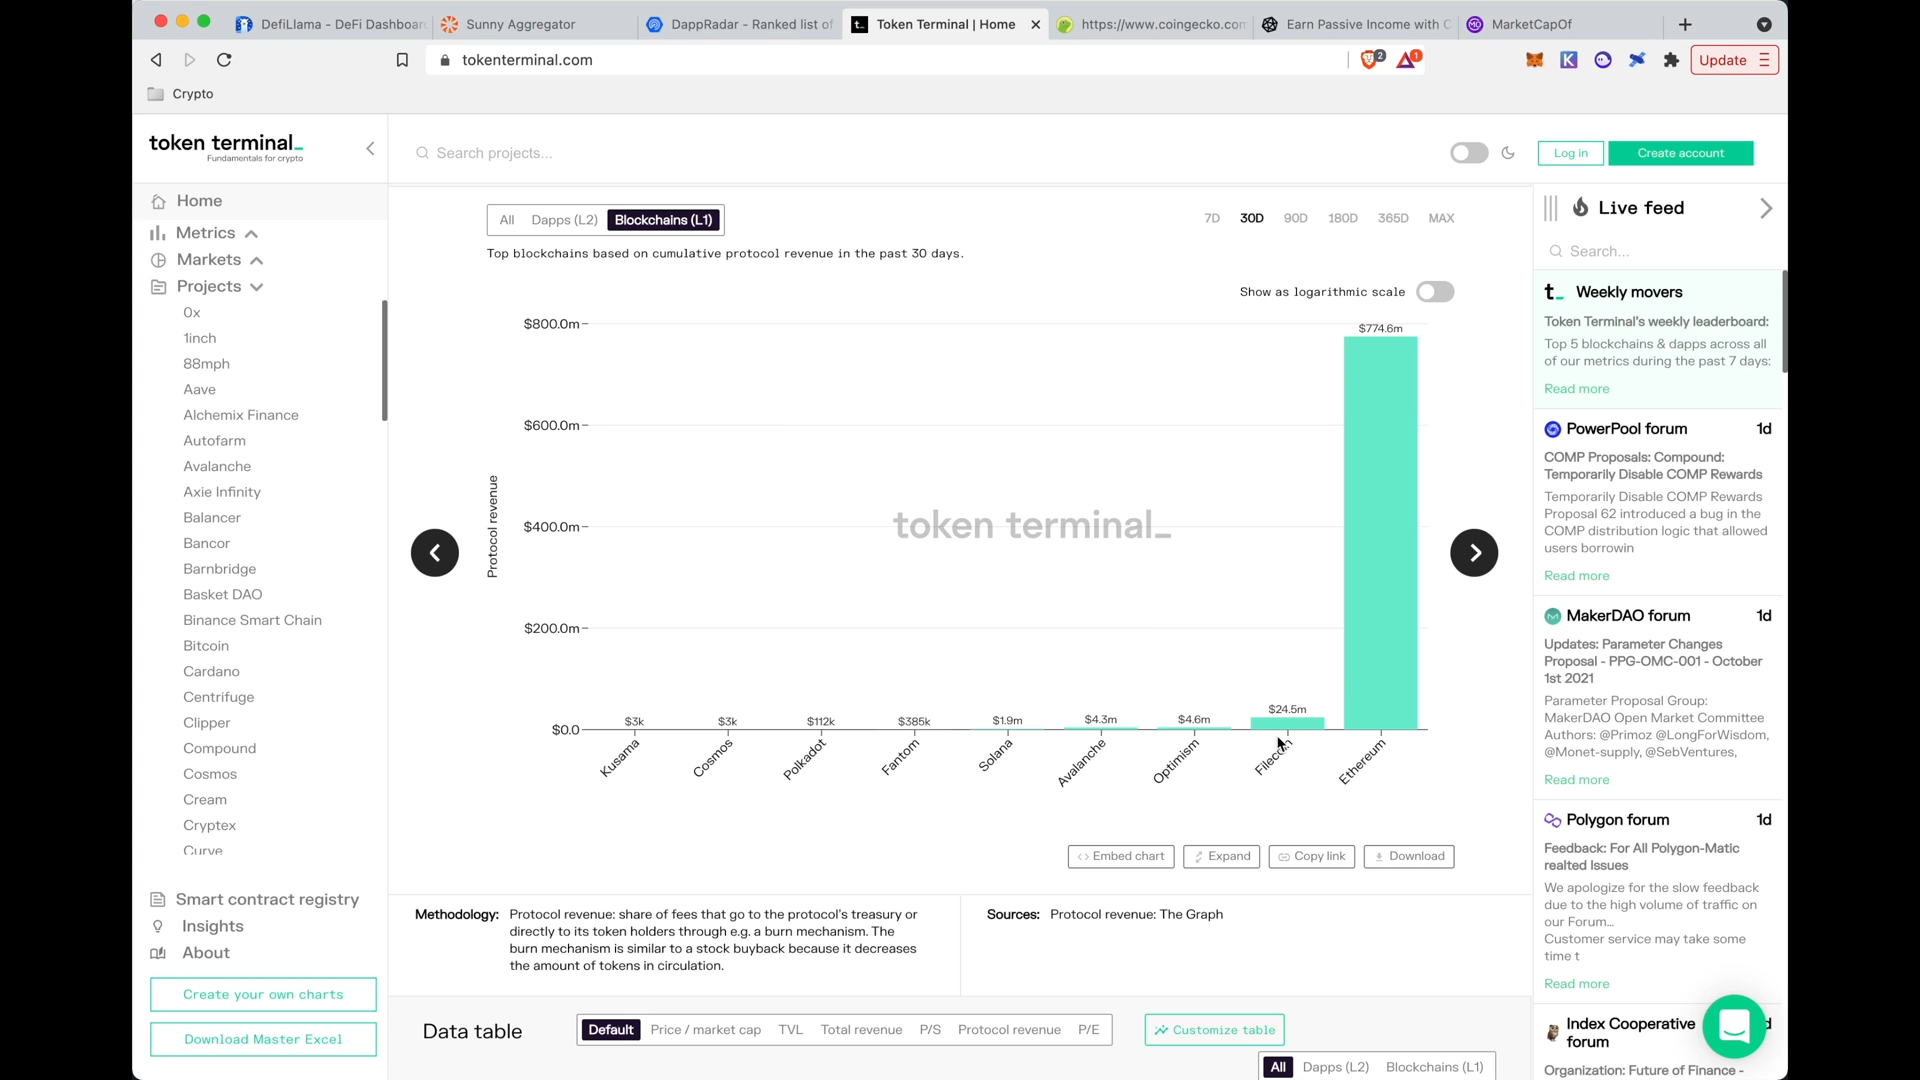 DefiLlama - DeFi Dashboar
Sunny Aggregator
DappRadar - Ranked list of
Token Terminal | Home
https://www.coingecko.com
Earn Passive Income with C
MarketCapOf
tokenterminal.com
2
1
Update
Crypto
token terminal_
Fundamentals for crypto
Search projects...
Log in
Create account
Home
Metrics
Markets
Projects
0x
1inch
88mph
Aave
Alchemix Finance
Autofarm
Avalanche
Axie Infinity
Balancer
Bancor
Barnbridge
Basket DAO
Binance Smart Chain
Bitcoin
Cardano
Centrifuge
Clipper
Compound
Cosmos
Cream
Cryptex
Curve
Smart contract registry
Insights
About
Create your own charts
Download Master Excel
All Dapps (L2) Blockchains (L1)
7D 30D 90D 180D 365D MAX
Top blockchains based on cumulative protocol revenue in the past 30 days.
Show as logarithmic scale
Protocol revenue
$800.0m
$600.0m
$400.0m
$200.0m
$0.0
token terminal_
$3k $3k $112k $385k $1.9m $4.3m $4.6m $24.5m $774.6m
Kusama Cosmos Polkadot Fantom Solana Avalanche Optimism Filecoin Ethereum
Embed chart Expand Copy link Download
Methodology: Protocol revenue: share of fees that go to the protocol's treasury or
directly to its token holders through e.g. a burn mechanism. The
burn mechanism is similar to a stock buyback because it decreases
the amount of tokens in circulation.
Sources: Protocol revenue: The Graph
Data table
Default Price / market cap TVL Total revenue P/S Protocol revenue P/E
Customize table
All Dapps (L2) Blockchains (L1)
Live feed
Search...
t_ Weekly movers
Token Terminal's weekly leaderboard:
Top 5 blockchains & dapps across all
of our metrics during the past 7 days:
Read more
PowerPool forum 1d
COMP Proposals: Compound:
Temporarily Disable COMP Rewards
Temporarily Disable COMP Rewards
Proposal 62 introduced a bug in the
COMP distribution logic that allowed
users borrowin
Read more
MakerDAO forum 1d
Updates: Parameter Changes
Proposal - PPG-OMC-001 - October
1st 2021
Parameter Proposal Group:
MakerDAO Open Market Committee
Authors: @Primoz @LongForWisdom,
@Monet-supply, @SebVentures,
Read more
Polygon forum 1d
Feedback: For All Polygon-Matic
realted Issues
We apologize for the slow feedback
due to the high volume of traffic on
our Forum...
Customer service may take some
time t
Read more
Index Cooperative
forum
Organization: Future of Finance -